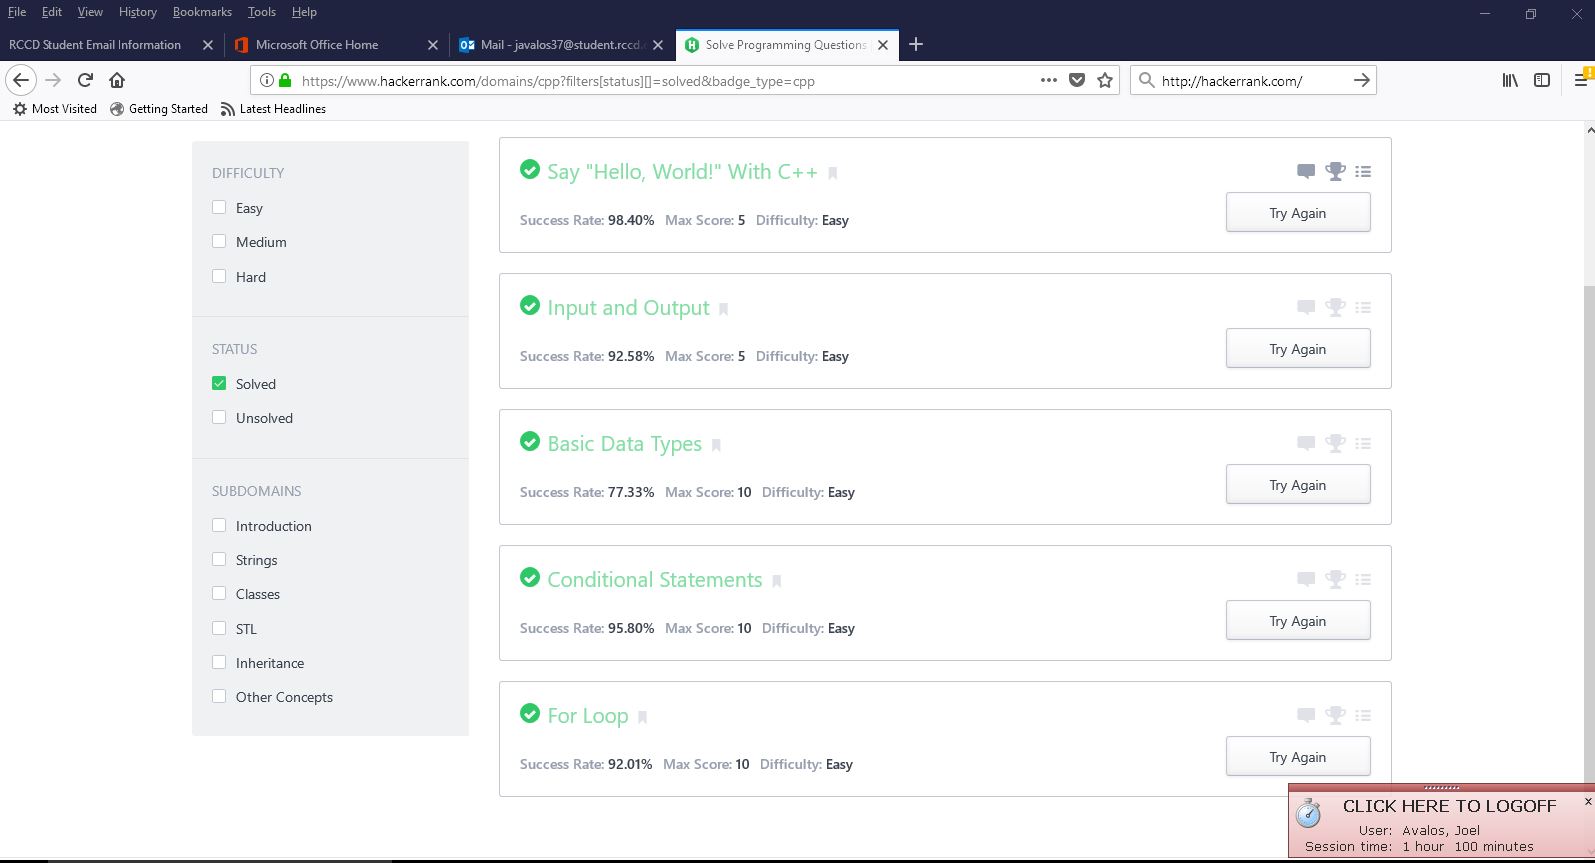 File Edit View History Bookmarks Tools Help
RCCD Student Email Information Microsoft Office Home Mail - javalos37@student.rccd. Solve Programming Questions
https://www.hackerrank.com/domains/cpp?filters[status][]=solved&badge_type=cpp http://hackerrank.com/
Most Visited Getting Started Latest Headlines
DIFFICULTY
Easy
Medium
Hard
STATUS
Solved
Unsolved
SUBDOMAINS
Introduction
Strings
Classes
STL
Inheritance
Other Concepts
Say "Hello, World!" With C++
Success Rate: 98.40% Max Score: 5 Difficulty: Easy
Try Again
Input and Output
Success Rate: 92.58% Max Score: 5 Difficulty: Easy
Try Again
Basic Data Types
Success Rate: 77.33% Max Score: 10 Difficulty: Easy
Try Again
Conditional Statements
Success Rate: 95.80% Max Score: 10 Difficulty: Easy
Try Again
For Loop
Success Rate: 92.01% Max Score: 10 Difficulty: Easy
Try Again
CLICK HERE TO LOGOFF
User: Avalos, Joel
Session time: 1 hour 100 minutes